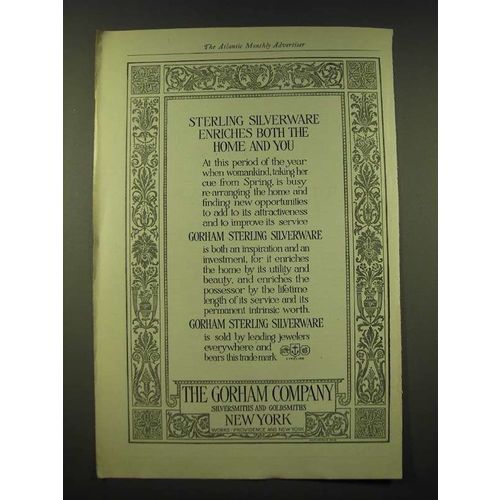 The Atlantic Monthly Advertiser
STERLING SILVERWARE
ENRICHES BOTH THE
HOME AND YOU
At this period of the year
when womankind, taking her
cue from Spring, is busy
re-arranging the home and
finding new opportunities
to add to its attractiveness
and to improve its service
GORHAM STERLING SILVERWARE
is both an inspiration and an
investment, for it enriches
the home by its utility and
beauty, and enriches the
possessor by the lifetime
length of its service and its
permanent intrinsic worth.
GORHAM STERLING SILVERWARE
is sold by leading jewelers
everywhere and
bears this trade mark
STERLING
THE GORHAM COMPANY
SILVERSMITHS AND GOLDSMITHS
NEW YORK
WORKS - PROVIDENCE AND NEW YORK